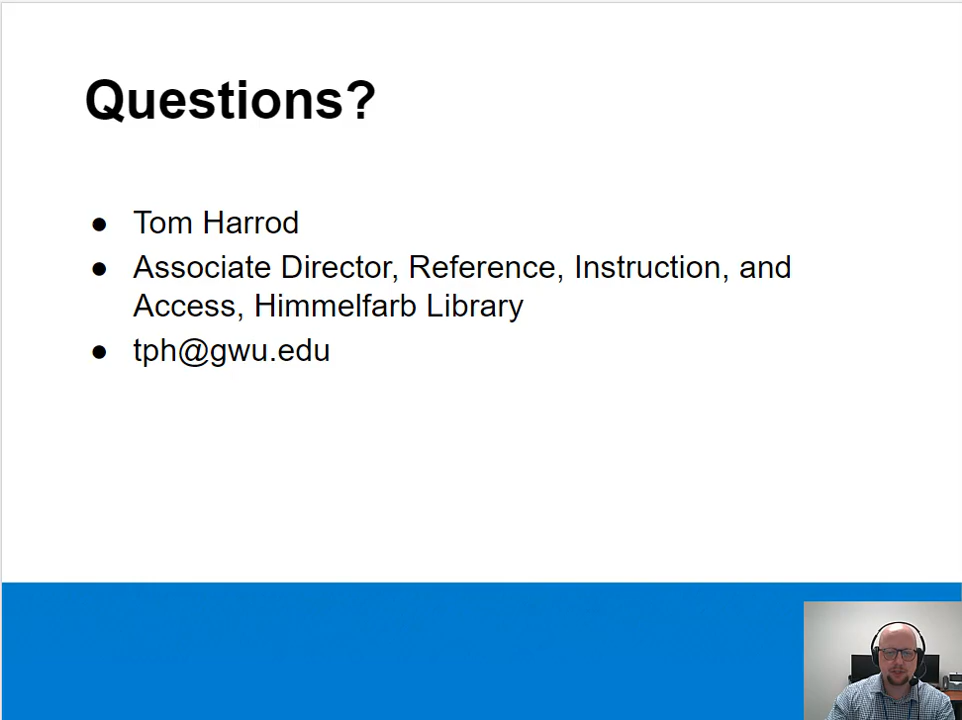 Questions?
● Tom Harrod
● Associate Director, Reference, Instruction, and
Access, Himmelfarb Library
● tph@gwu.edu